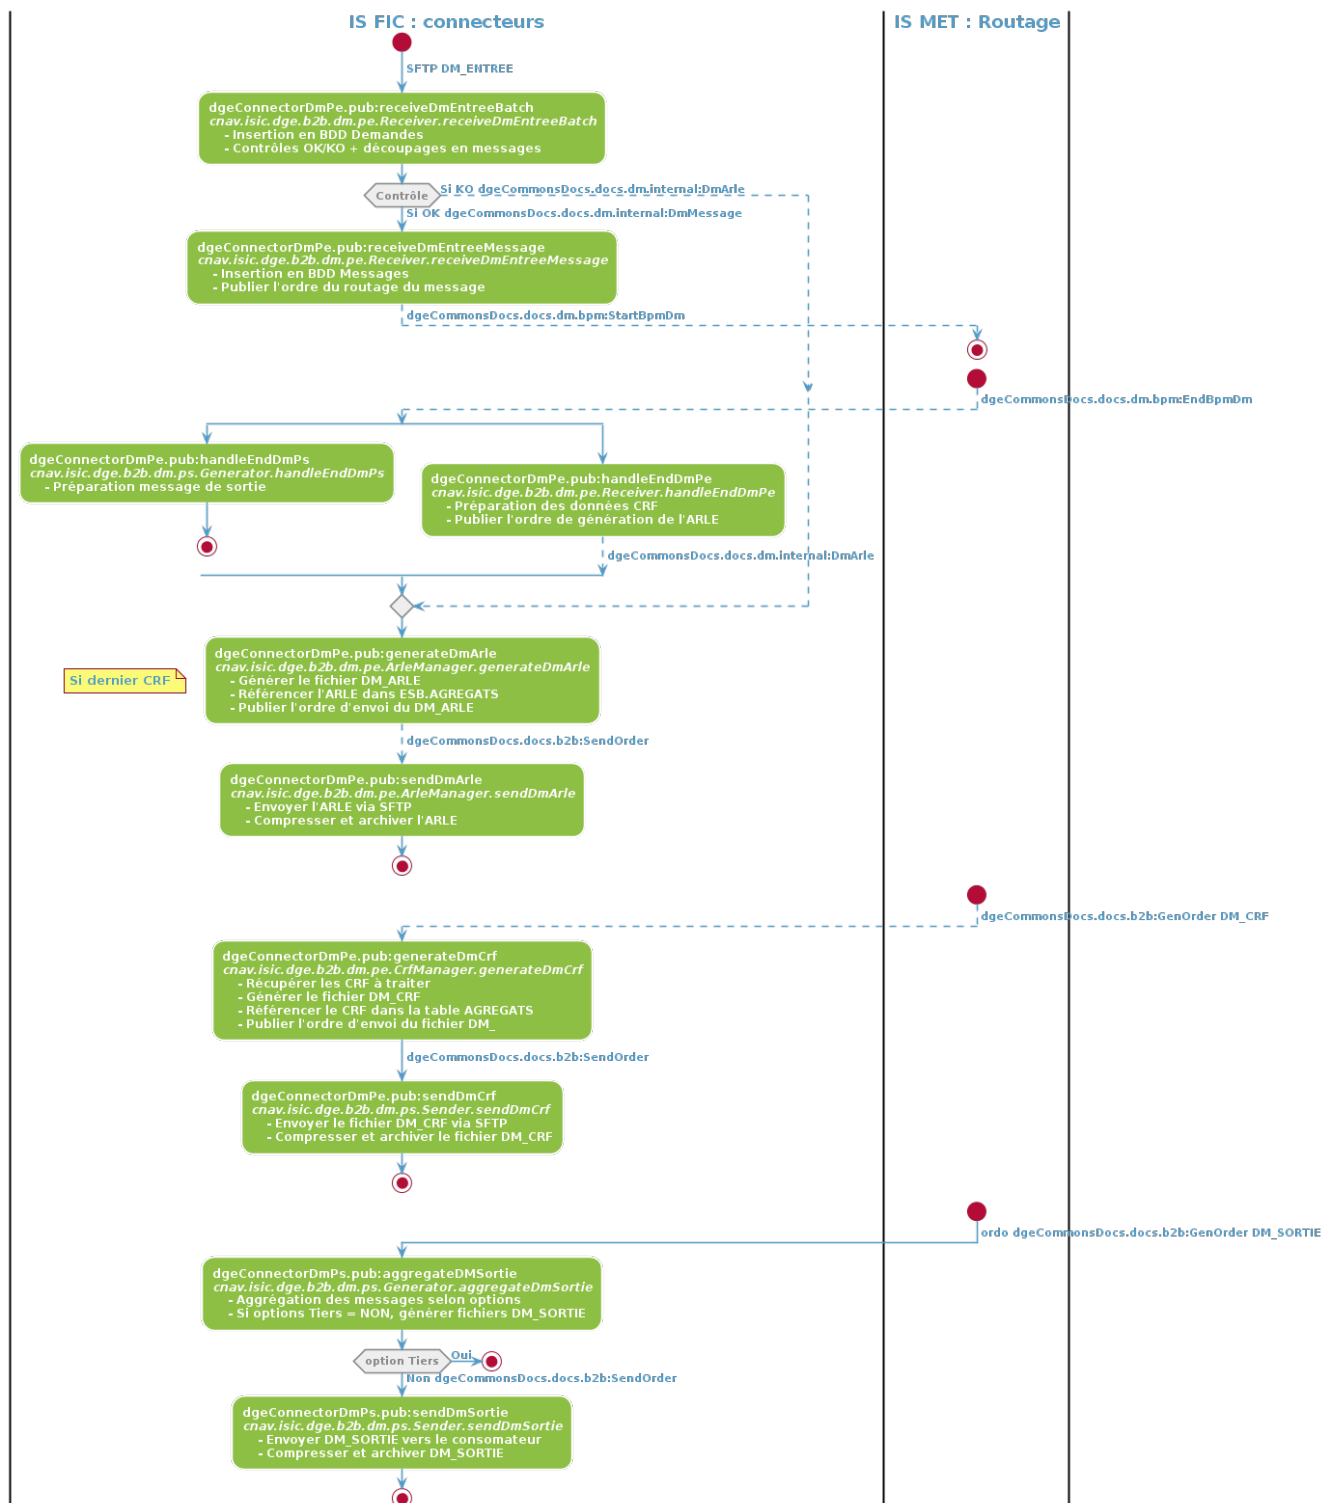 IS FIC : connecteurs
IS MET : Routage
SFTP DM_ENTREE
dgeConnectorDmPe.pub:receiveDmEntreeBatch
cnav.isic.dge.b2b.dm.pe.Receiver.receiveDmEntreeBatch
- Insertion en BDD Demandes
- Contrôles OK/KO + découpages en messages
Contrôle
Si KO dgeCommonsDocs.docs.dm.internal:DmArle
Si OK dgeCommonsDocs.docs.dm.internal:DmMessage
dgeConnectorDmPe.pub:receiveDmEntreeMessage
cnav.isic.dge.b2b.dm.pe.Receiver.receiveDmEntreeMessage
- Insertion en BDD Messages
- Publier l'ordre du routage du message
dgeCommonsDocs.docs.dm.bpm:StartBpmDm
dgeCommonsDocs.docs.dm.bpm:EndBpmDm
dgeConnectorDmPe.pub:handleEndDmPs
cnav.isic.dge.b2b.dm.ps.Generator.handleEndDmPs
- Préparation message de sortie
dgeConnectorDmPe.pub:handleEndDmPe
cnav.isic.dge.b2b.dm.pe.Receiver.handleEndDmPe
- Préparation des données CRF
- Publier l'ordre de génération de l'ARLE
dgeCommonsDocs.docs.dm.internal:DmArle
dgeConnectorDmPe.pub:generateDmArle
cnav.isic.dge.b2b.dm.pe.ArleManager.generateDmArle
- Générer le fichier DM_ARLE
- Référencer l'ARLE dans ESB.AGREGATS
- Publier l'ordre d'envoi du DM_ARLE
Si dernier CRF
dgeCommonsDocs.docs.b2b:SendOrder
dgeConnectorDmPe.pub:sendDmArle
cnav.isic.dge.b2b.dm.pe.ArleManager.sendDmArle
- Envoyer l'ARLE via SFTP
- Compresser et archiver l'ARLE
dgeCommonsDocs.docs.b2b:GenOrder DM_CRF
dgeConnectorDmPe.pub:generateDmCrf
cnav.isic.dge.b2b.dm.pe.CrfManager.generateDmCrf
- Récupérer les CRF à traiter
- Générer le fichier DM_CRF
- Référencer le CRF dans la table AGREGATS
- Publier l'ordre d'envoi du fichier DM_
dgeCommonsDocs.docs.b2b:SendOrder
dgeConnectorDmPe.pub:sendDmCrf
cnav.isic.dge.b2b.dm.ps.Sender.sendDmCrf
- Envoyer le fichier DM_CRF via SFTP
- Compresser et archiver le fichier DM_CRF
ordo dgeCommonsDocs.docs.b2b:GenOrder DM_SORTIE
dgeConnectorDmPs.pub:aggregateDMSortie
cnav.isic.dge.b2b.dm.ps.Generator.aggregateDmSortie
- Aggrégation des messages selon options
- Si options Tiers = NON, générer fichiers DM_SORTIE
option Tiers
Oui
Non dgeCommonsDocs.docs.b2b:SendOrder
dgeConnectorDmPs.pub:sendDmSortie
cnav.isic.dge.b2b.dm.ps.Sender.sendDmSortie
- Envoyer DM_SORTIE vers le consomateur
- Compresser et archiver DM_SORTIE